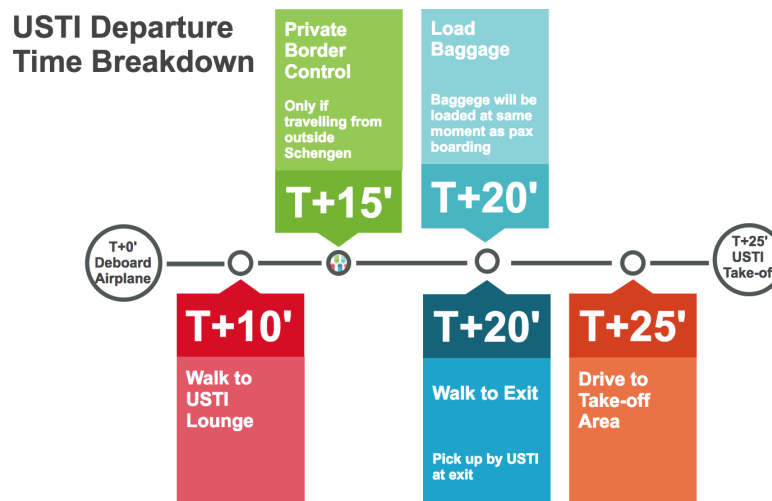 USTI Departure
Time Breakdown
Private
Border
Control
Only if
travelling from
outside
Schengen
T+15'
Load
Baggage
Baggege will be
loaded at same
moment as pax
boarding
T+20'
T+0'
Deboard
Airplane
T+25'
USTI
Take-off
T+10'
Walk to
USTI
Lounge
T+20'
Walk to Exit
Pick up by USTI
at exit
T+25'
Drive to
Take-off
Area